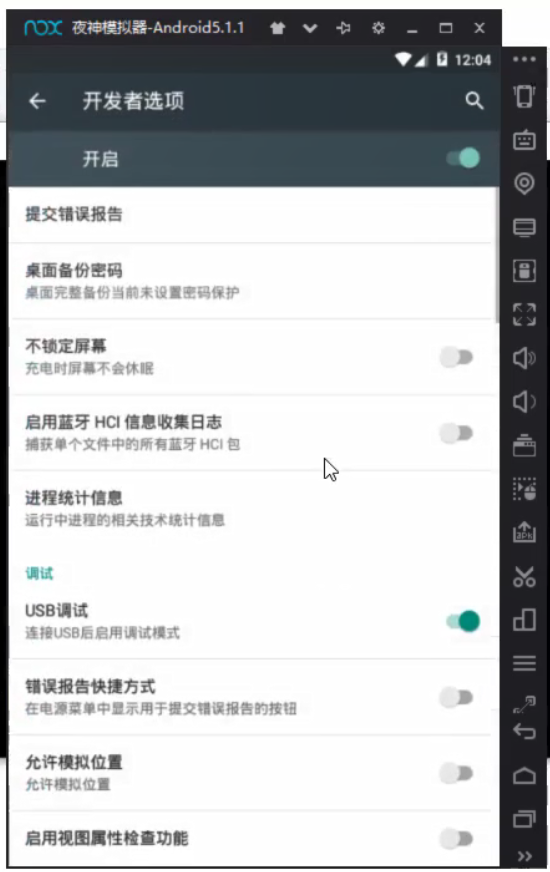 nox 夜神模拟器-Android5.1.1
12:04
开发者选项
开启
提交错误报告
桌面备份密码
桌面完整备份当前未设置密码保护
不锁定屏幕
充电时屏幕不会休眠
启用蓝牙 HCI 信息收集日志
捕获单个文件中的所有蓝牙 HCI 包
进程统计信息
运行中进程的相关技术统计信息
调试
USB调试
连接USB后启用调试模式
错误报告快捷方式
在电源菜单中显示用于提交错误报告的按钮
允许模拟位置
允许模拟位置
启用视图属性检查功能